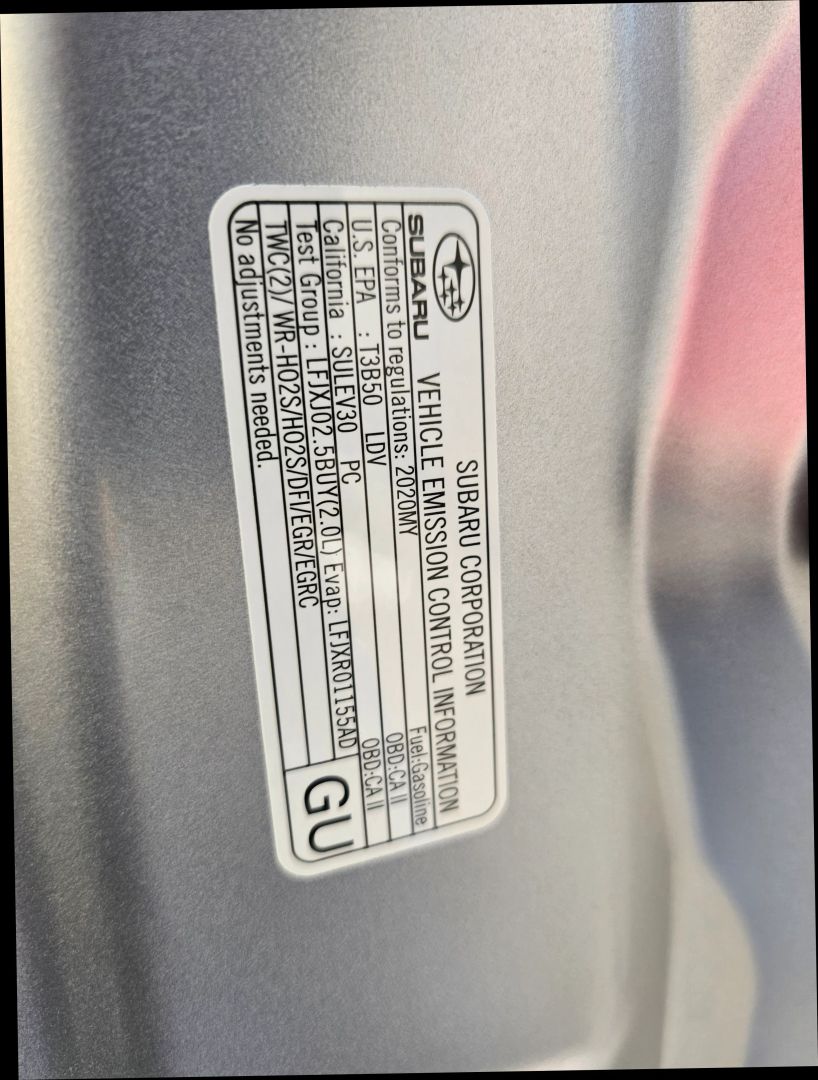 SUBARU CORPORATION
SUBARU VEHICLE EMISSION CONTROL INFORMATION
Conforms to regulations: 2020MY Fuel:Gasoline
U.S. EPA : T3B50 LDV OBD:CA II
California : SULEV30 PC OBD:CA II
Test Group : LFJXJ02.5BUY(2.0L) Evap: LFJXR01155AD
TWC(2)/ WR-HO2S/HO2S/DFI/EGR/EGRC
No adjustments needed.
GU